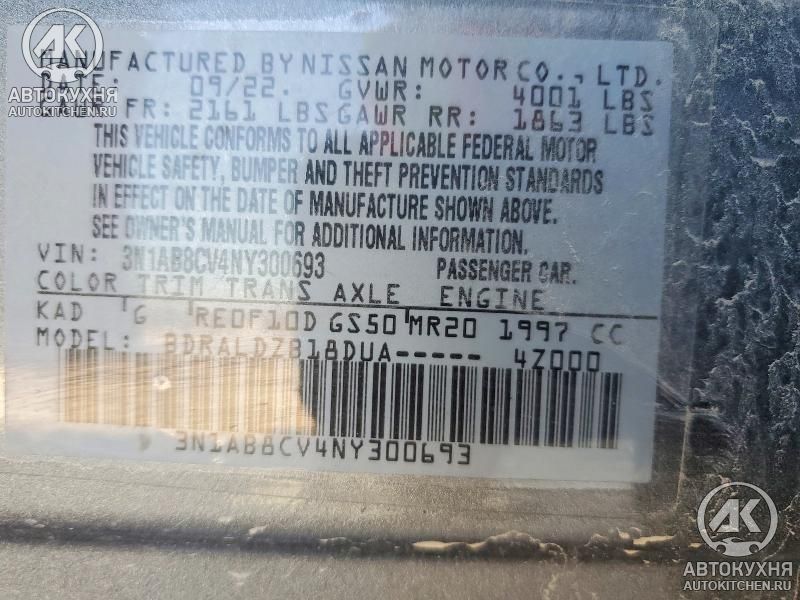 MANUFACTURED BY NISSAN MOTOR CO., LTD.
DATE: 09/22. GVWR: 4001 LBS
FR: 2161 LBS GAWR RR: 1863 LBS
THIS VEHICLE CONFORMS TO ALL APPLICABLE FEDERAL MOTOR
VEHICLE SAFETY, BUMPER AND THEFT PREVENTION STANDARDS
IN EFFECT ON THE DATE OF MANUFACTURE SHOWN ABOVE.
SEE OWNER'S MANUAL FOR ADDITIONAL INFORMATION.
VIN: 3N1AB8CV4NY300693 PASSENGER CAR.
COLOR TRIM TRANS AXLE ENGINE
KAD G RE0F10D GS50 MR20 1997 CC
MODEL: BDRALDZB18DUA----- 4Z000
3N1AB8CV4NY300693
АК
АВТОКУХНЯ
AUTOKITCHEN.RU
АК
АВТОКУХНЯ
AUTOKITCHEN.RU